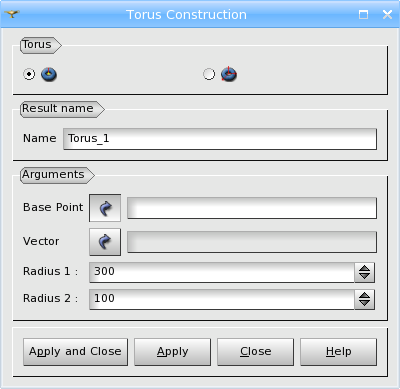 Torus Construction
Torus
Result name
Name Torus_1
Arguments
Base Point
Vector
Radius 1 : 300
Radius 2 : 100
Apply and Close Apply Close Help